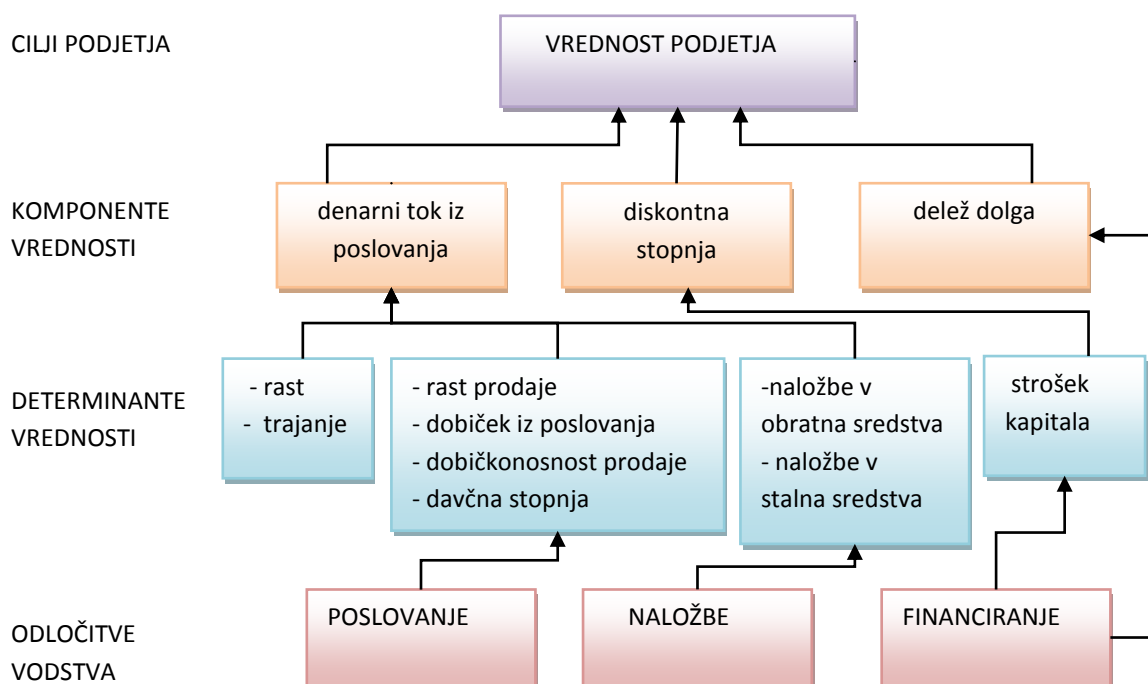 CILJI PODJETJA
VREDNOST PODJETJA
KOMPONENTE
VREDNOSTI
denarni tok iz
poslovanja
diskontna
stopnja
delež dolga
DETERMINANTE
VREDNOSTI
- rast
- trajanje
- rast prodaje
- dobiček iz poslovanja
- dobičkonosnost prodaje
- davčna stopnja
-naložbe v
obratna sredstva
- naložbe v
stalna sredstva
strošek
kapitala
ODLOČITVE
VODSTVA
POSLOVANJE
NALOŽBE
FINANCIRANJE